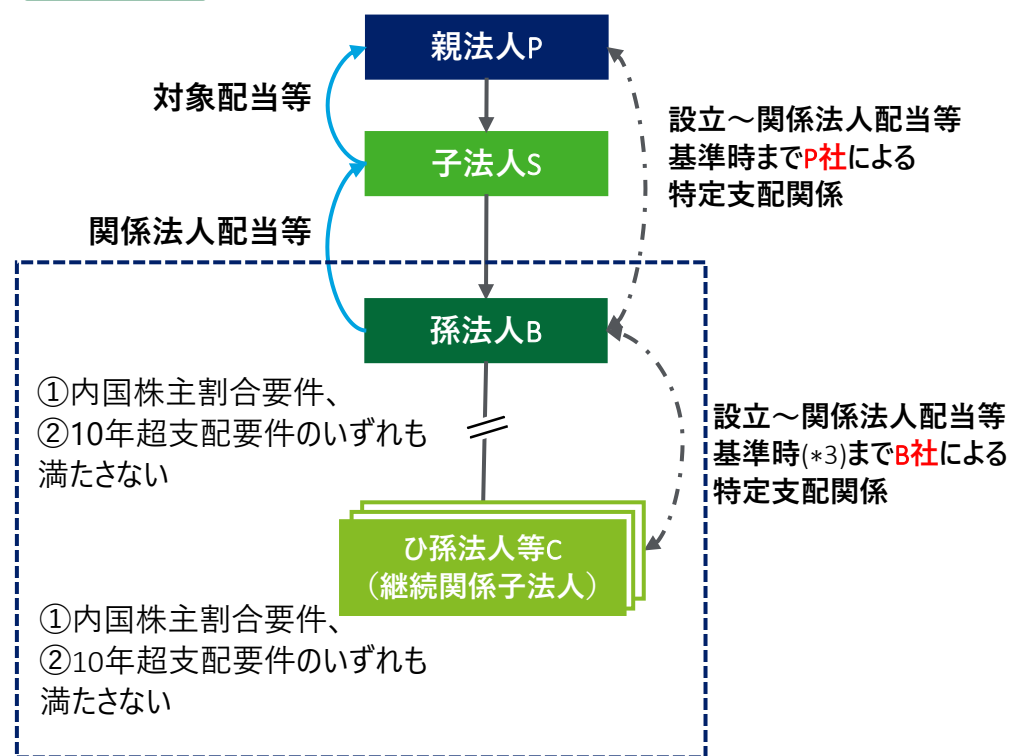 親法人P
対象配当等
設立～関係法人配当等
基準時までP社による
特定支配関係
子法人S
関係法人配当等
孫法人B
①内国株主割合要件、
②10年超支配要件のいずれも
満たさない
設立～関係法人配当等
基準時(*3)までB社による
特定支配関係
ひ孫法人等C
（継続関係子法人）
①内国株主割合要件、
②10年超支配要件のいずれも
満たさない